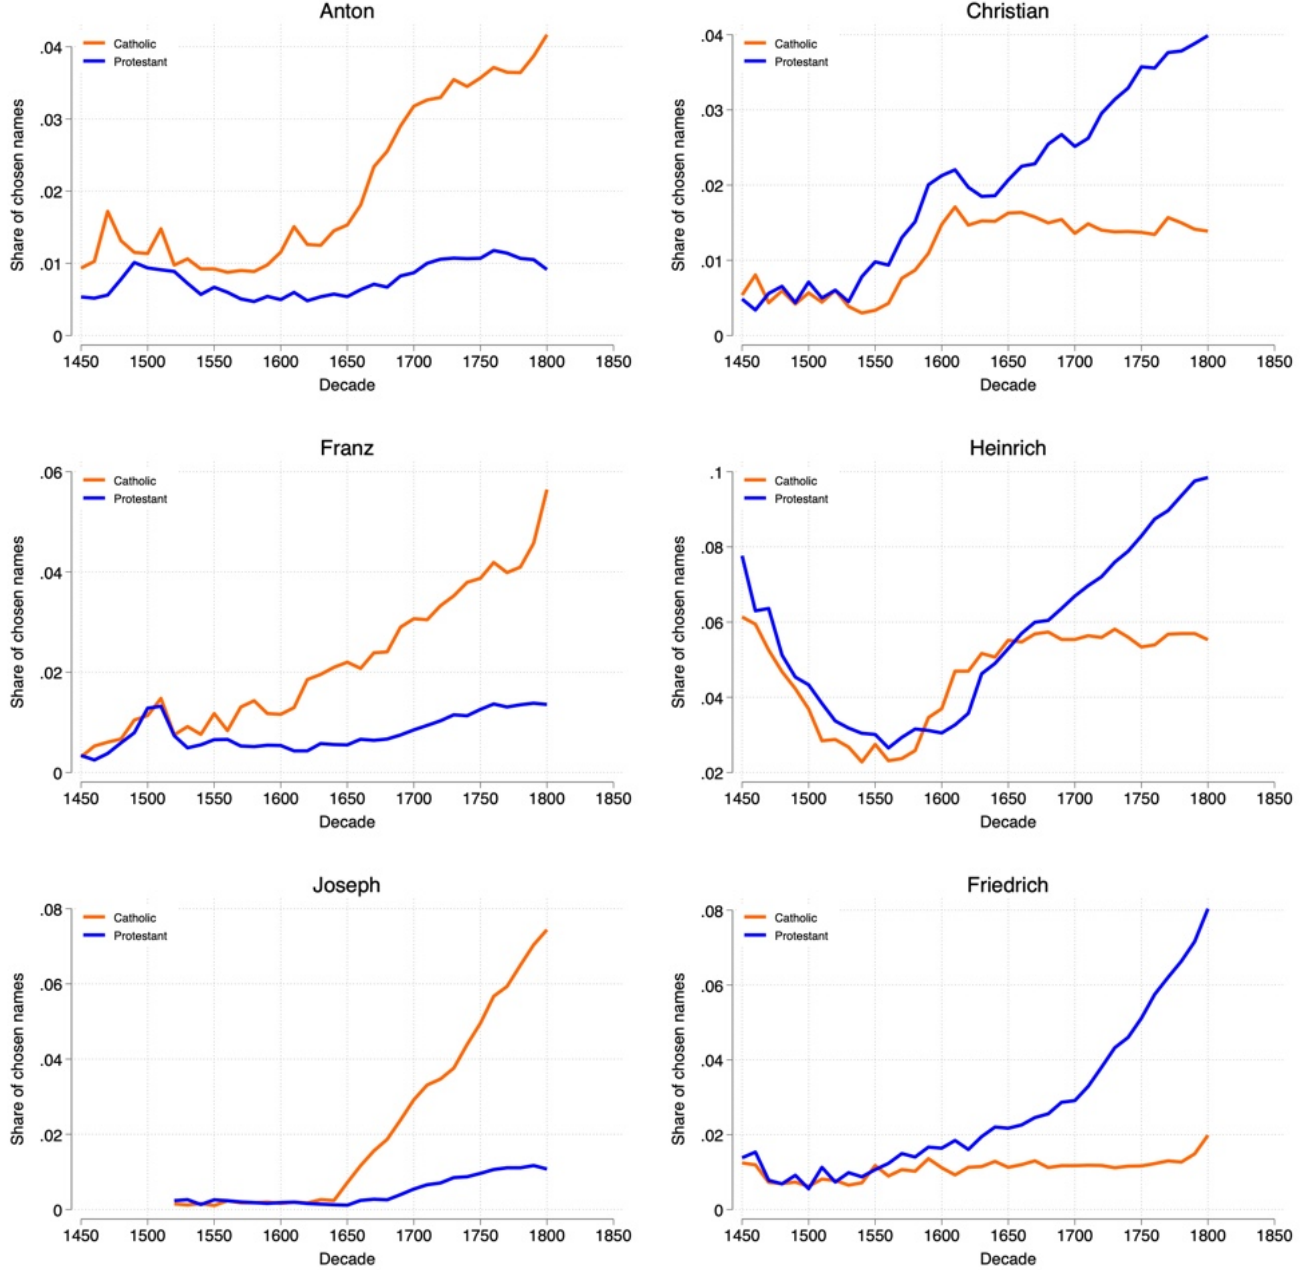 Anton
Share of chosen names
.04
.03
.02
.01
0
Catholic
Protestant
1450 1500 1550 1600 1650 1700 1750 1800 1850
Decade
Christian
Share of chosen names
.04
.03
.02
.01
0
Catholic
Protestant
1450 1500 1550 1600 1650 1700 1750 1800 1850
Decade
Franz
Share of chosen names
.06
.04
.02
0
Catholic
Protestant
1450 1500 1550 1600 1650 1700 1750 1800 1850
Decade
Heinrich
Share of chosen names
.1
.08
.06
.04
.02
Catholic
Protestant
1450 1500 1550 1600 1650 1700 1750 1800 1850
Decade
Joseph
Share of chosen names
.08
.06
.04
.02
0
Catholic
Protestant
1450 1500 1550 1600 1650 1700 1750 1800 1850
Decade
Friedrich
Share of chosen names
.08
.06
.04
.02
0
Catholic
Protestant
1450 1500 1550 1600 1650 1700 1750 1800 1850
Decade